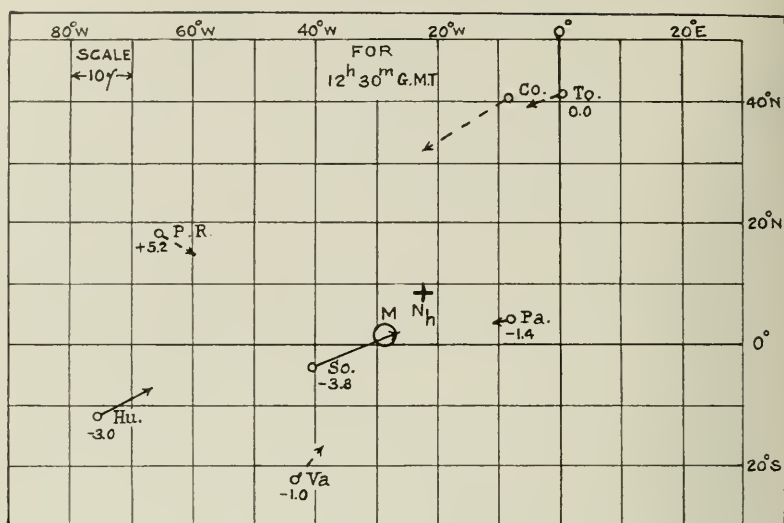 80°W 60°W 40°W 20°W 0° 20°E
SCALE
10γ
FOR
12h 30m G.M.T
Co. To.
0.0
40°N
P.R.
+5.2
20°N
M
Nh
Pa.
-1.4
0°
So.
-3.8
Hu.
-3.0
Va
-1.0
20°S